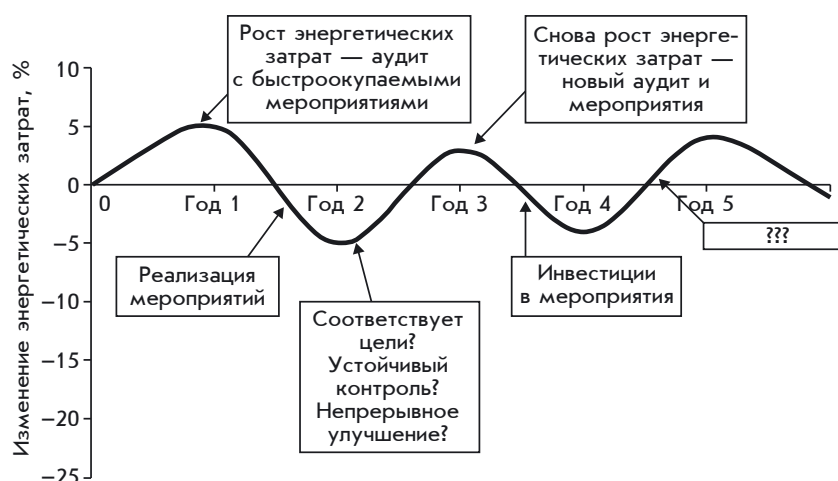 Рост энергетических
затрат — аудит
с быстроокупаемыми
мероприятиями
Снова рост энерге-
тических затрат —
новый аудит и
мероприятия
Изменение энергетических затрат, %
10
5
0
−5
−10
−15
−20
−25
0
Год 1
Год 2
Год 3
Год 4
Год 5
???
Реализация
мероприятий
Соответствует
цели?
Устойчивый
контроль?
Непрерывное
улучшение?
Инвестиции
в мероприятия